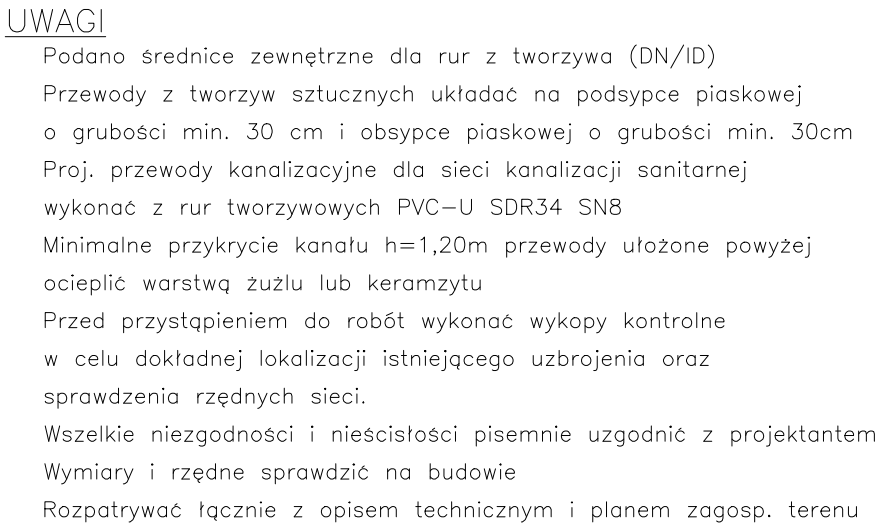 UWAGI
Podano średnice zewnętrzne dla rur z tworzywa (DN/ID)
Przewody z tworzyw sztucznych układać na podsypce piaskowej
o grubości min. 30 cm i obsypce piaskowej o grubości min. 30cm
Proj. przewody kanalizacyjne dla sieci kanalizacji sanitarnej
wykonać z rur tworzywowych PVC-U SDR34 SN8
Minimalne przykrycie kanału h=1,20m przewody ułożone powyżej
ocieplić warstwą żużlu lub keramzytu
Przed przystąpieniem do robót wykonać wykopy kontrolne
w celu dokładnej lokalizacji istniejącego uzbrojenia oraz
sprawdzenia rzędnych sieci.
Wszelkie niezgodności i nieścisłości pisemnie uzgodnić z projektantem
Wymiary i rzędne sprawdzić na budowie
Rozpatrywać łącznie z opisem technicznym i planem zagosp. terenu